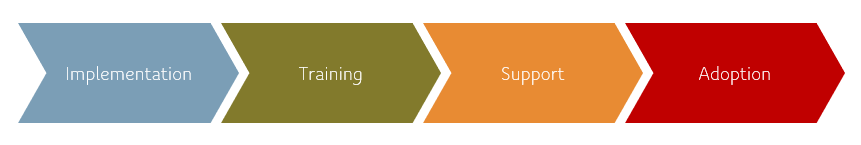 Implementation
Training
Support
Adoption